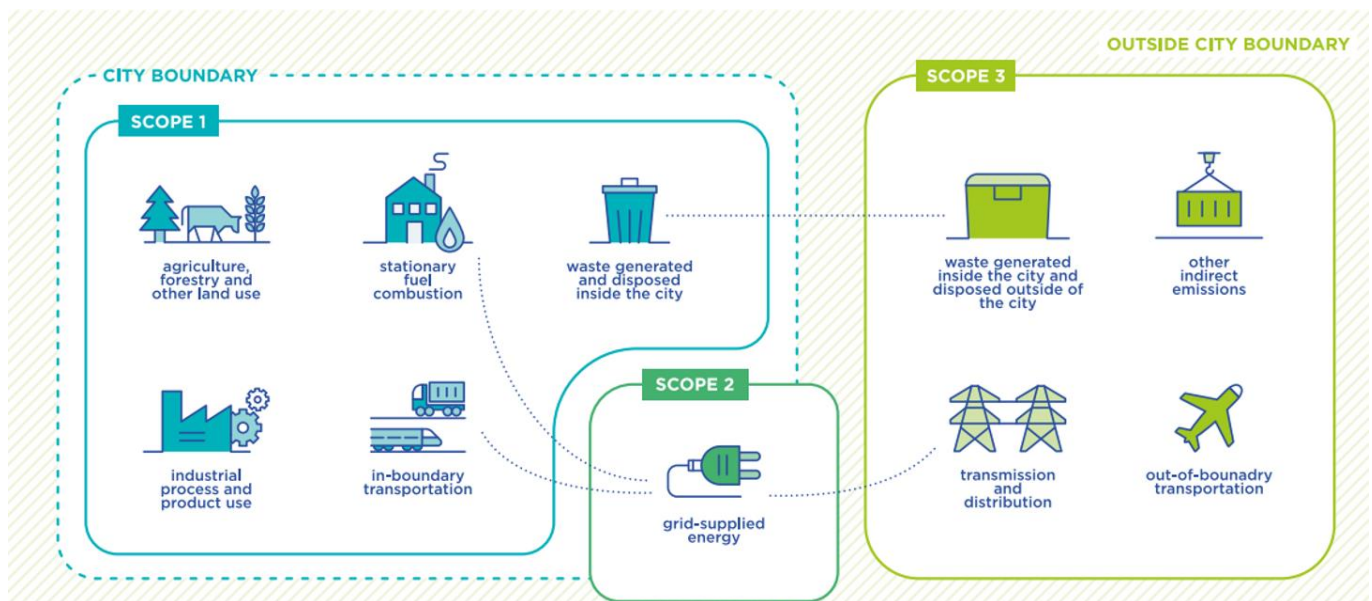 OUTSIDE CITY BOUNDARY
CITY BOUNDARY
SCOPE 1
agriculture,
forestry and
other land use
stationary
fuel
combustion
waste generated
and disposed
inside the city
industrial
process and
product use
in-boundary
transportation
SCOPE 2
grid-supplied
energy
SCOPE 3
waste generated
inside the city and
disposed outside of
the city
other
indirect
emissions
transmission
and
distribution
out-of-bounadry
transportation